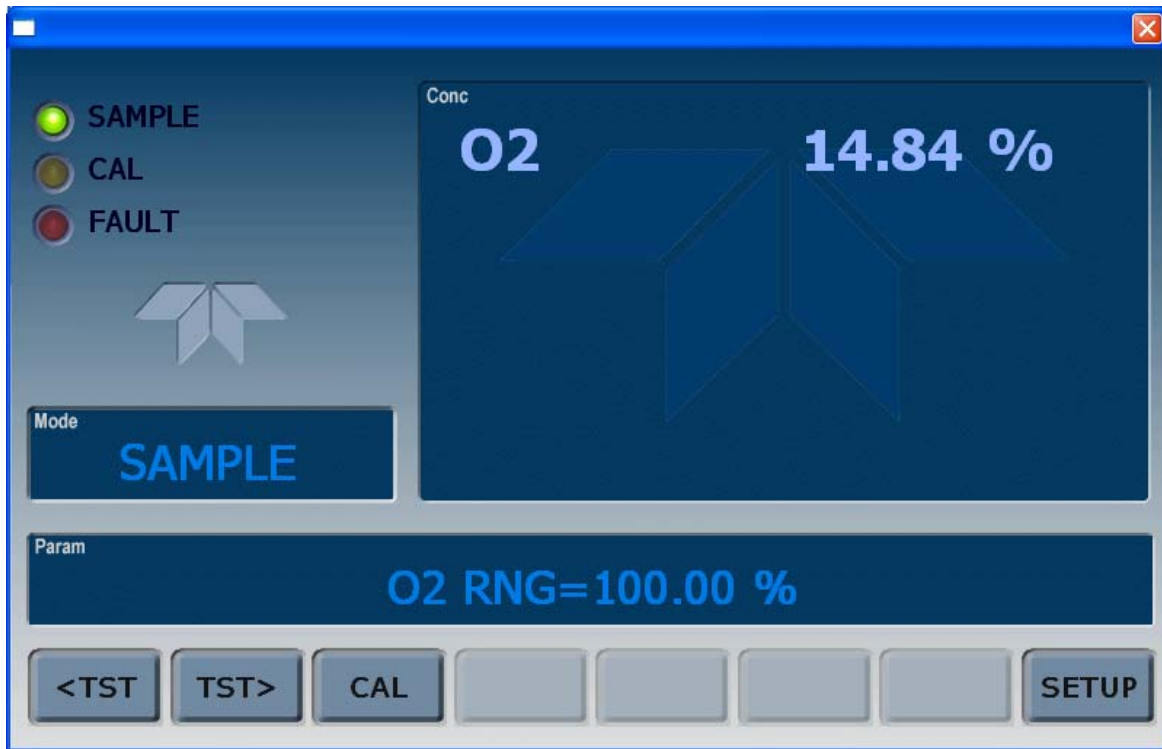 SAMPLE
CAL
FAULT
Conc
O2 14.84 %
Mode
SAMPLE
Param
O2 RNG=100.00 %
<TST TST> CAL SETUP